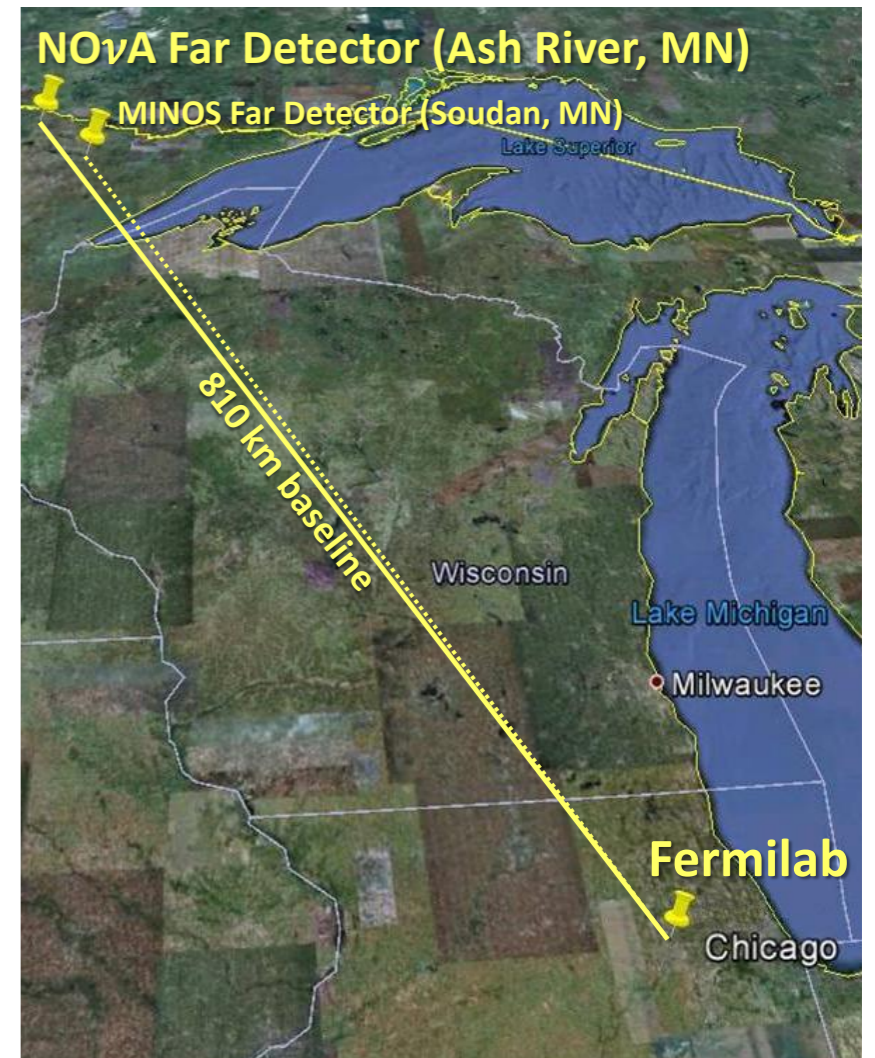 NOνA Far Detector (Ash River, MN)
MINOS Far Detector (Soudan, MN)
Lake Superior
810 km baseline
Wisconsin
Lake Michigan
Milwaukee
Fermilab
Chicago